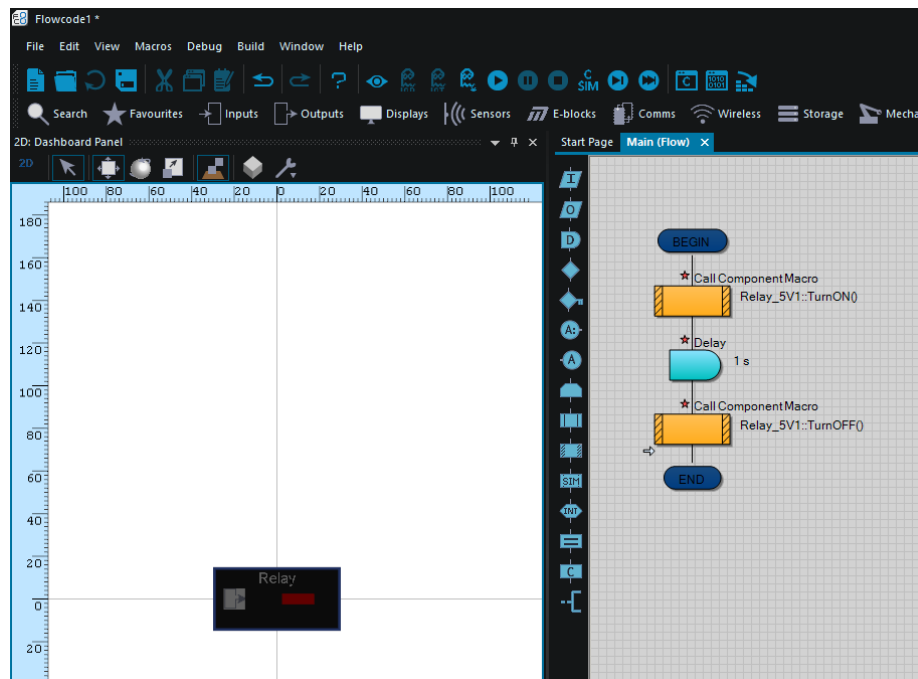 Flowcode1 *
File Edit View Macros Debug Build Window Help
C SIM
Search Favourites Inputs Outputs Displays Sensors E-blocks Comms Wireless Storage Mecha
2D: Dashboard Panel
Start Page Main (Flow)
2D
100 80 60 40 20 0 20 40 60 80 100
180
160
140
120
100
80
60
40
20
0
20
Relay
I
O
D
A:
A
SIM
INT
C
BEGIN
Call Component Macro
Relay_5V1::TurnON()
Delay
1 s
Call Component Macro
Relay_5V1::TurnOFF()
END